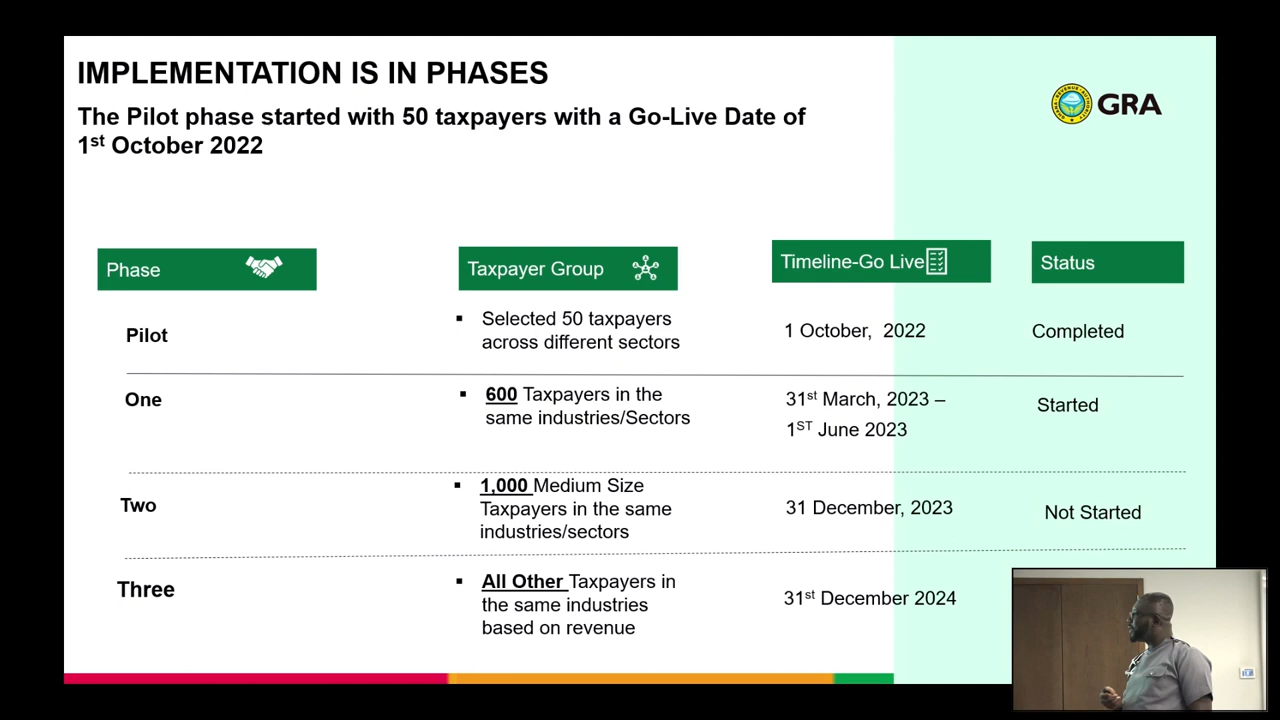 IMPLEMENTATION IS IN PHASES
The Pilot phase started with 50 taxpayers with a Go-Live Date of
1st October 2022
GRA
Phase
Taxpayer Group
Timeline-Go Live
Status
Pilot
▪ Selected 50 taxpayers
across different sectors
1 October,  2022
Completed
One
▪ 600 Taxpayers in the
same industries/Sectors
31st March, 2023 –
1ST June 2023
Started
Two
▪ 1,000 Medium Size
Taxpayers in the same
industries/sectors
31 December, 2023
Not Started
Three
▪ All Other Taxpayers in
the same industries
based on revenue
31st December 2024